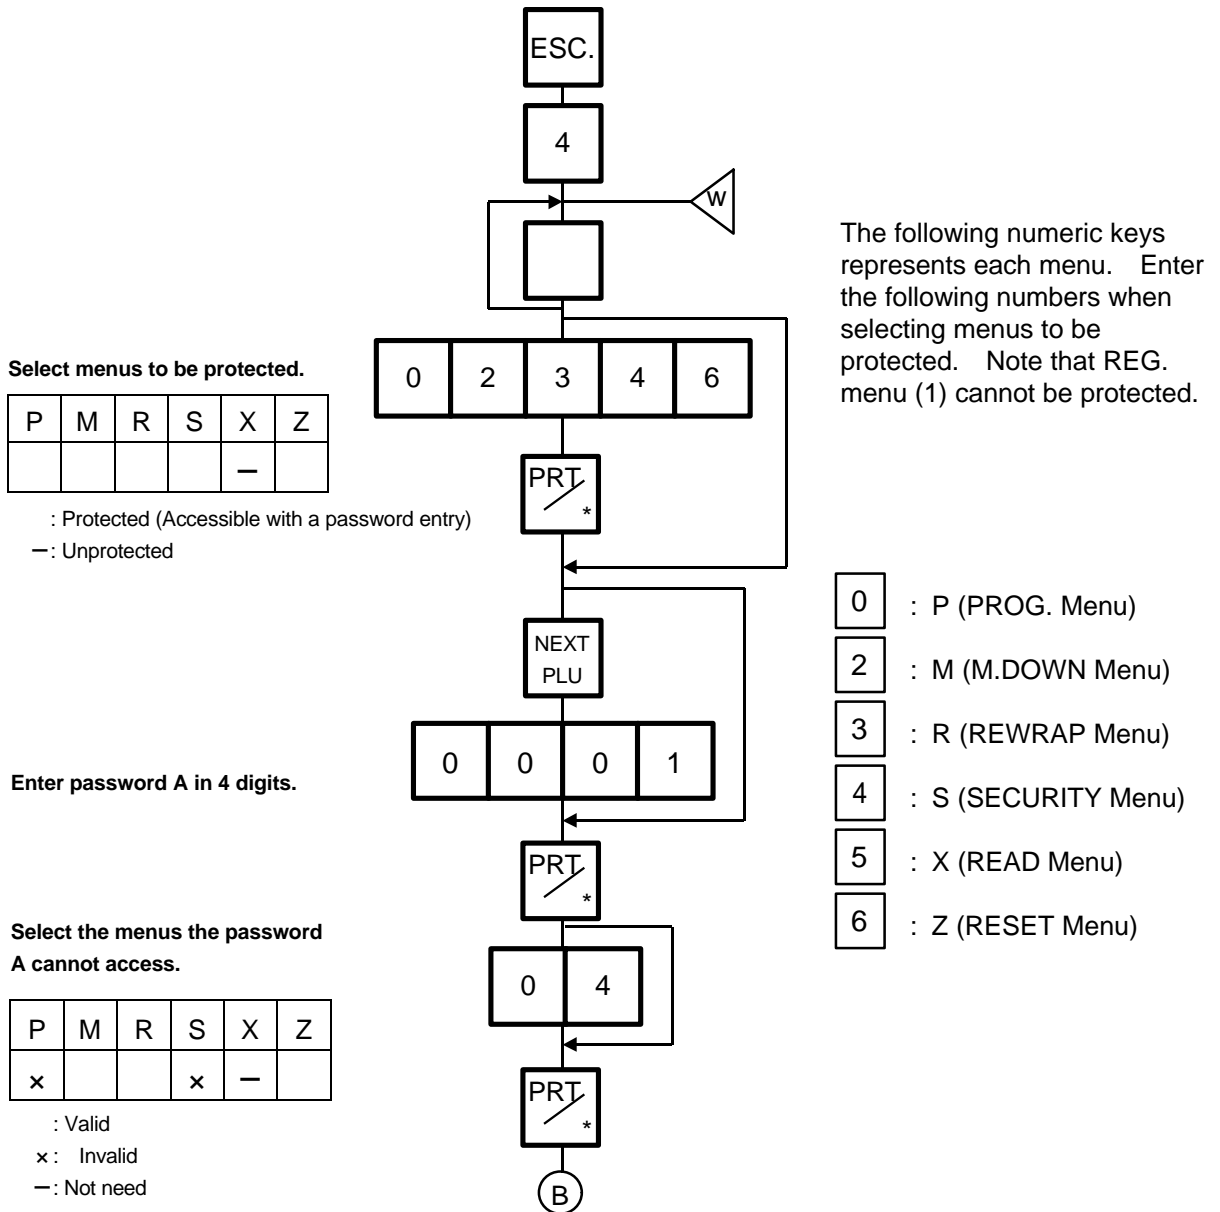 ESC.
4
W
The following numeric keys
represents each menu. Enter
the following numbers when
selecting menus to be
protected. Note that REG.
menu (1) cannot be protected.
0 2 3 4 6
Select menus to be protected.
P M R S X Z
–
: Protected (Accessible with a password entry)
–: Unprotected
PRT
*
NEXT
PLU
0 : P (PROG. Menu)
2 : M (M.DOWN Menu)
3 : R (REWRAP Menu)
4 : S (SECURITY Menu)
5 : X (READ Menu)
6 : Z (RESET Menu)
0 0 0 1
Enter password A in 4 digits.
PRT
*
Select the menus the password
A cannot access.
0 4
P M R S X Z
× × –
: Valid
×: Invalid
–: Not need
PRT
*
B